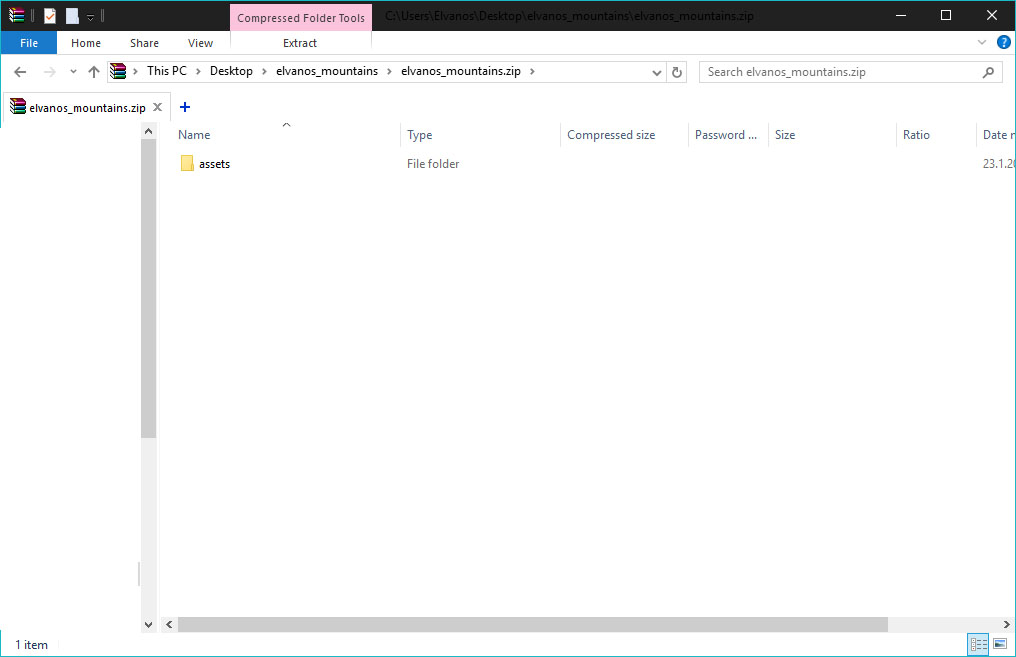 Compressed Folder Tools
C:\Users\Elvanos\Desktop\elvanos_mountains\elvanos_mountains.zip
File Home Share View Extract
?
This PC Desktop elvanos_mountains elvanos_mountains.zip
Search elvanos_mountains.zip
elvanos_mountains.zip
Name Type Compressed size Password ... Size Ratio Date
assets File folder 23.1.20
1 item